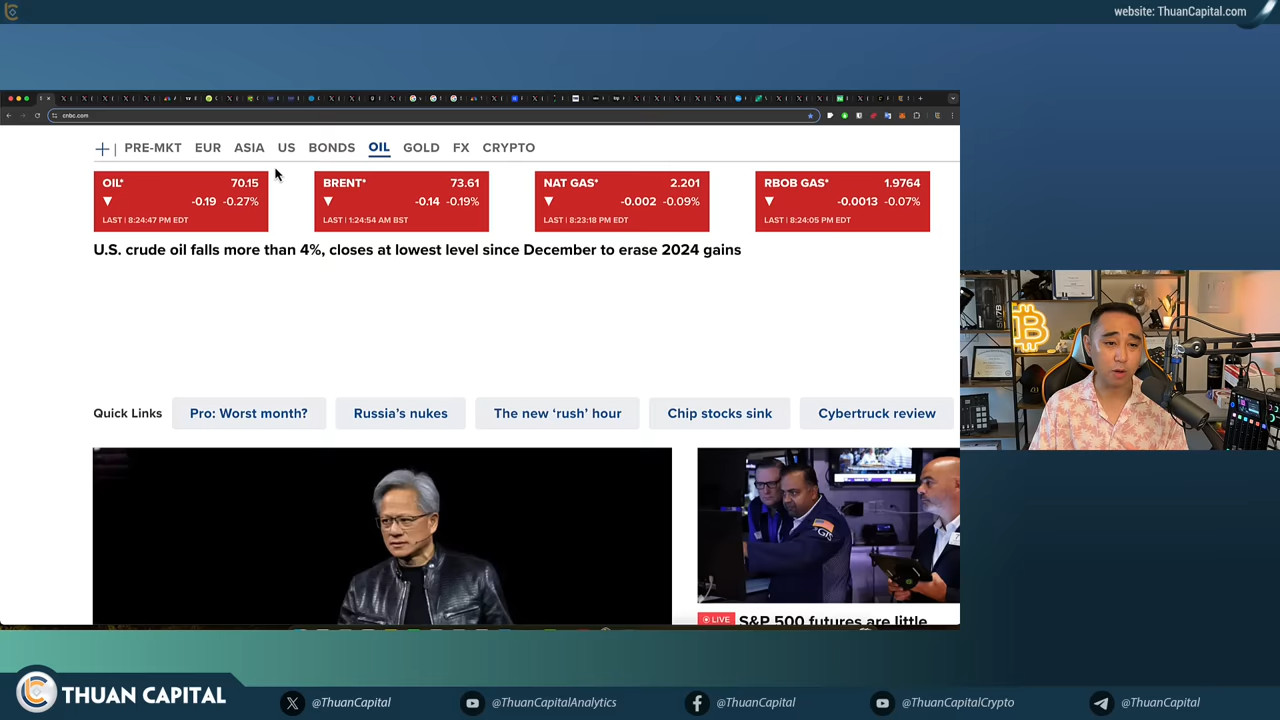 website: ThuanCapital.com
cnbc.com
PRE-MKT EUR ASIA US BONDS OIL GOLD FX CRYPTO
OIL* 70.15
▼ -0.19 -0.27%
LAST | 8:24:47 PM EDT
BRENT* 73.61
▼ -0.14 -0.19%
LAST | 1:24:54 AM BST
NAT GAS* 2.201
▼ -0.002 -0.09%
LAST | 8:23:18 PM EDT
RBOB GAS* 1.9764
▼ -0.0013 -0.07%
LAST | 8:24:05 PM EDT
U.S. crude oil falls more than 4%, closes at lowest level since December to erase 2024 gains
Quick Links Pro: Worst month? Russia's nukes The new ‘rush’ hour Chip stocks sink Cybertruck review
LIVE S&P 500 futures are little
THUAN CAPITAL
@ThuanCapital
@ThuanCapitalAnalytics
@ThuanCapital
@ThuanCapitalCrypto
@ThuanCapital